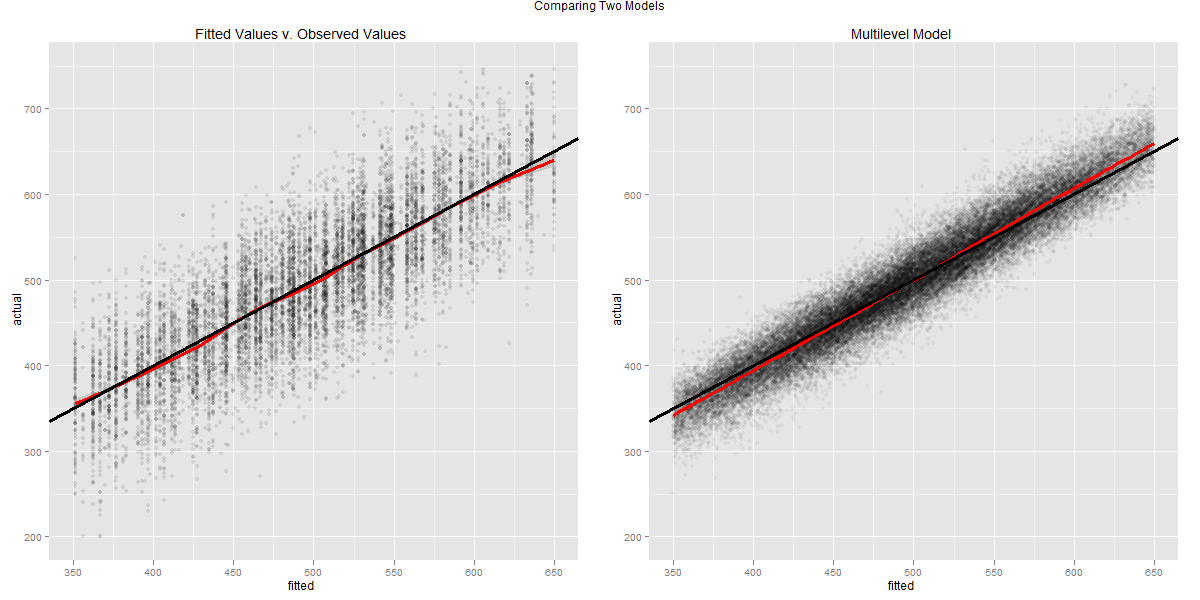 Comparing Two Models
Fitted Values v. Observed Values
actual
700
600
500
400
300
200
350 400 450 500 550 600 650
fitted
Multilevel Model
actual
700
600
500
400
300
200
350 400 450 500 550 600 650
fitted